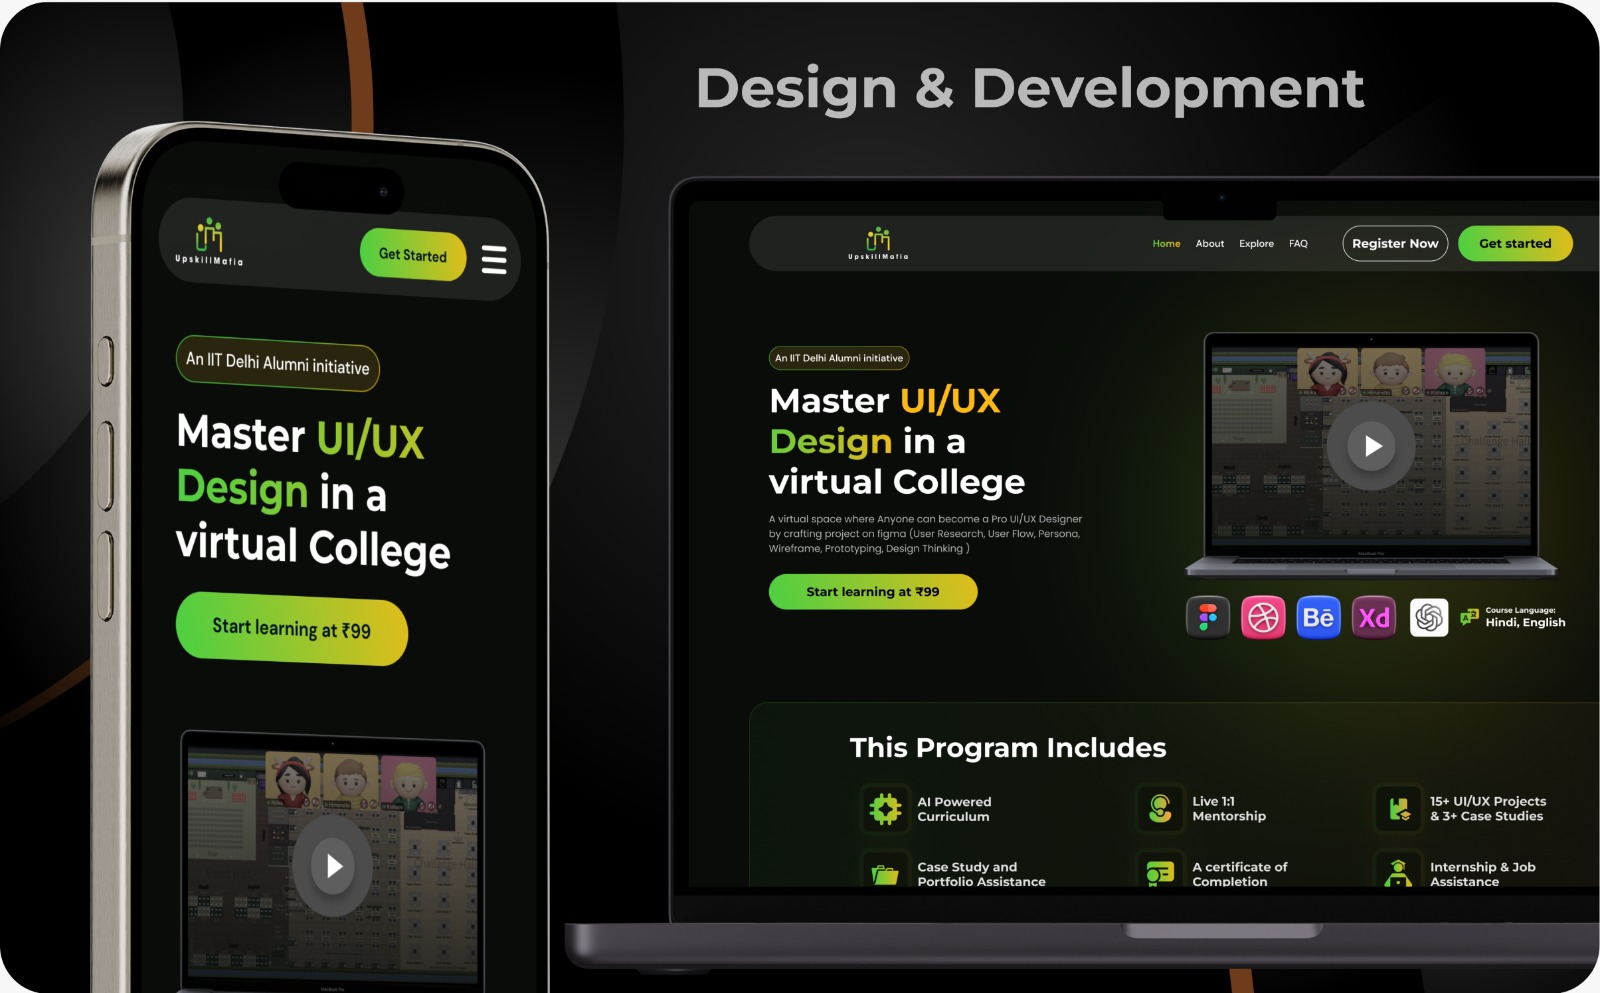 Design & Development
UpskillMafia
Get Started
An IIT Delhi Alumni initiative
Master UI/UX
Design in a
virtual College
Start learning at ₹99
UpskillMafia
Home About Explore FAQ Register Now Get started
An IIT Delhi Alumni initiative
Master UI/UX
Design in a
virtual College
A virtual space where Anyone can become a Pro UI/UX Designer
by crafting project on figma (User Research, User Flow, Persona,
Wireframe, Prototyping, Design Thinking )
Start learning at ₹99
MacBook Pro
Bē
Xd
Course Language:
Hindi, English
This Program Includes
AI Powered
Curriculum
Live 1:1
Mentorship
15+ UI/UX Projects
& 3+ Case Studies
Case Study and
Portfolio Assistance
A certificate of
Completion
Internship & Job
Assistance